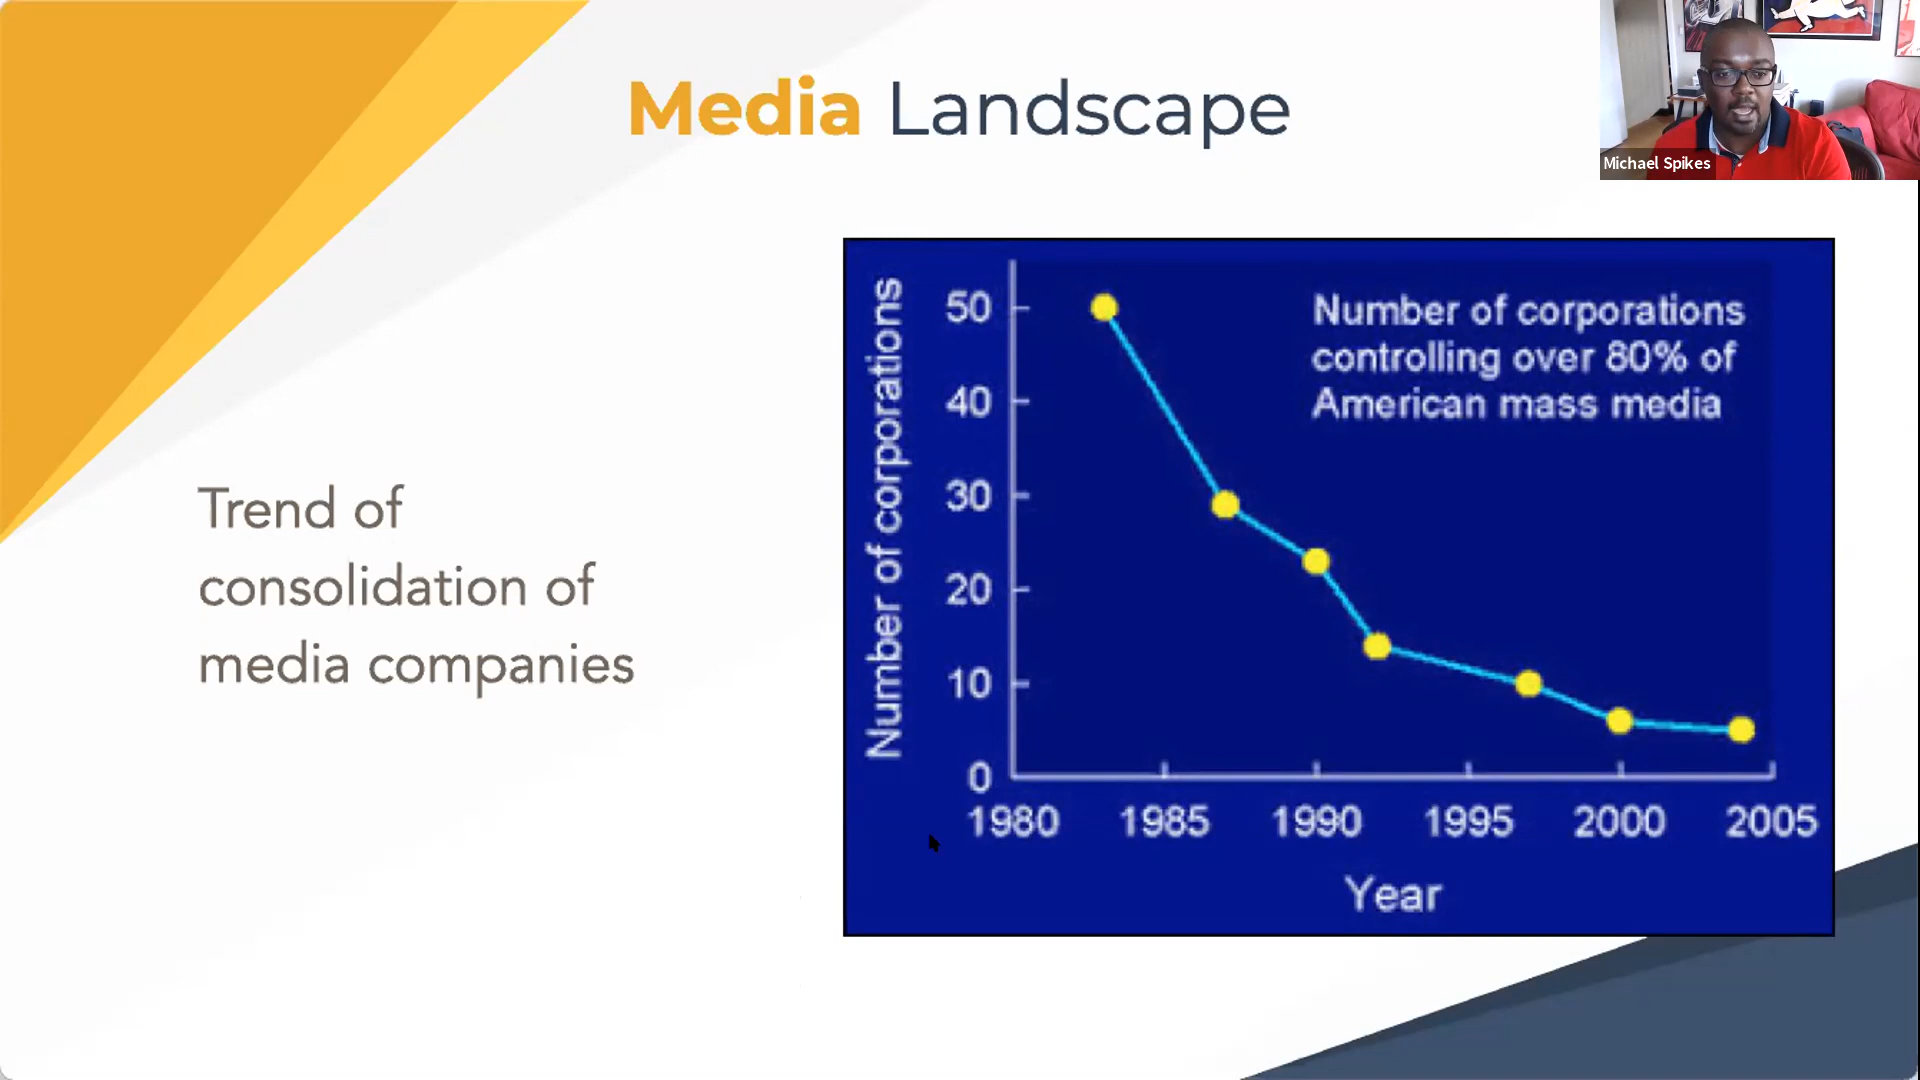 Media Landscape
Michael Spikes
Trend of
consolidation of
media companies
Number of corporations
controlling over 80% of
American mass media
Number of corporations
50
40
30
20
10
0
1980 1985 1990 1995 2000 2005
Year